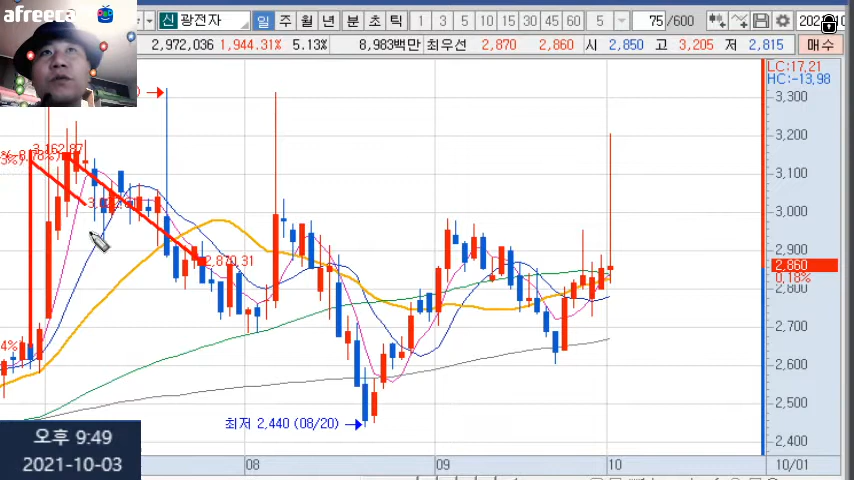 afreeca
신 광전자 일 주 월 년 분 초 틱 1 3 5 10 15 30 45 60 5 75 /600 2021 10
2,972,036 1,944.31% 5.13% 8,983백만 최우선 2,870 2,860 시 2,850 고 3,205 저 2,815 매수
LC:17,21
HC:-13,98
3,300
3,200
3,162.87
3,100
3,000
2,900
2,870.31
2,860
0,18%
2,800
2,700
4%
2,600
2,500
최저 2,440 (08/20)
2,400
오후 9:49
2021-10-03
08 09 10 10/01